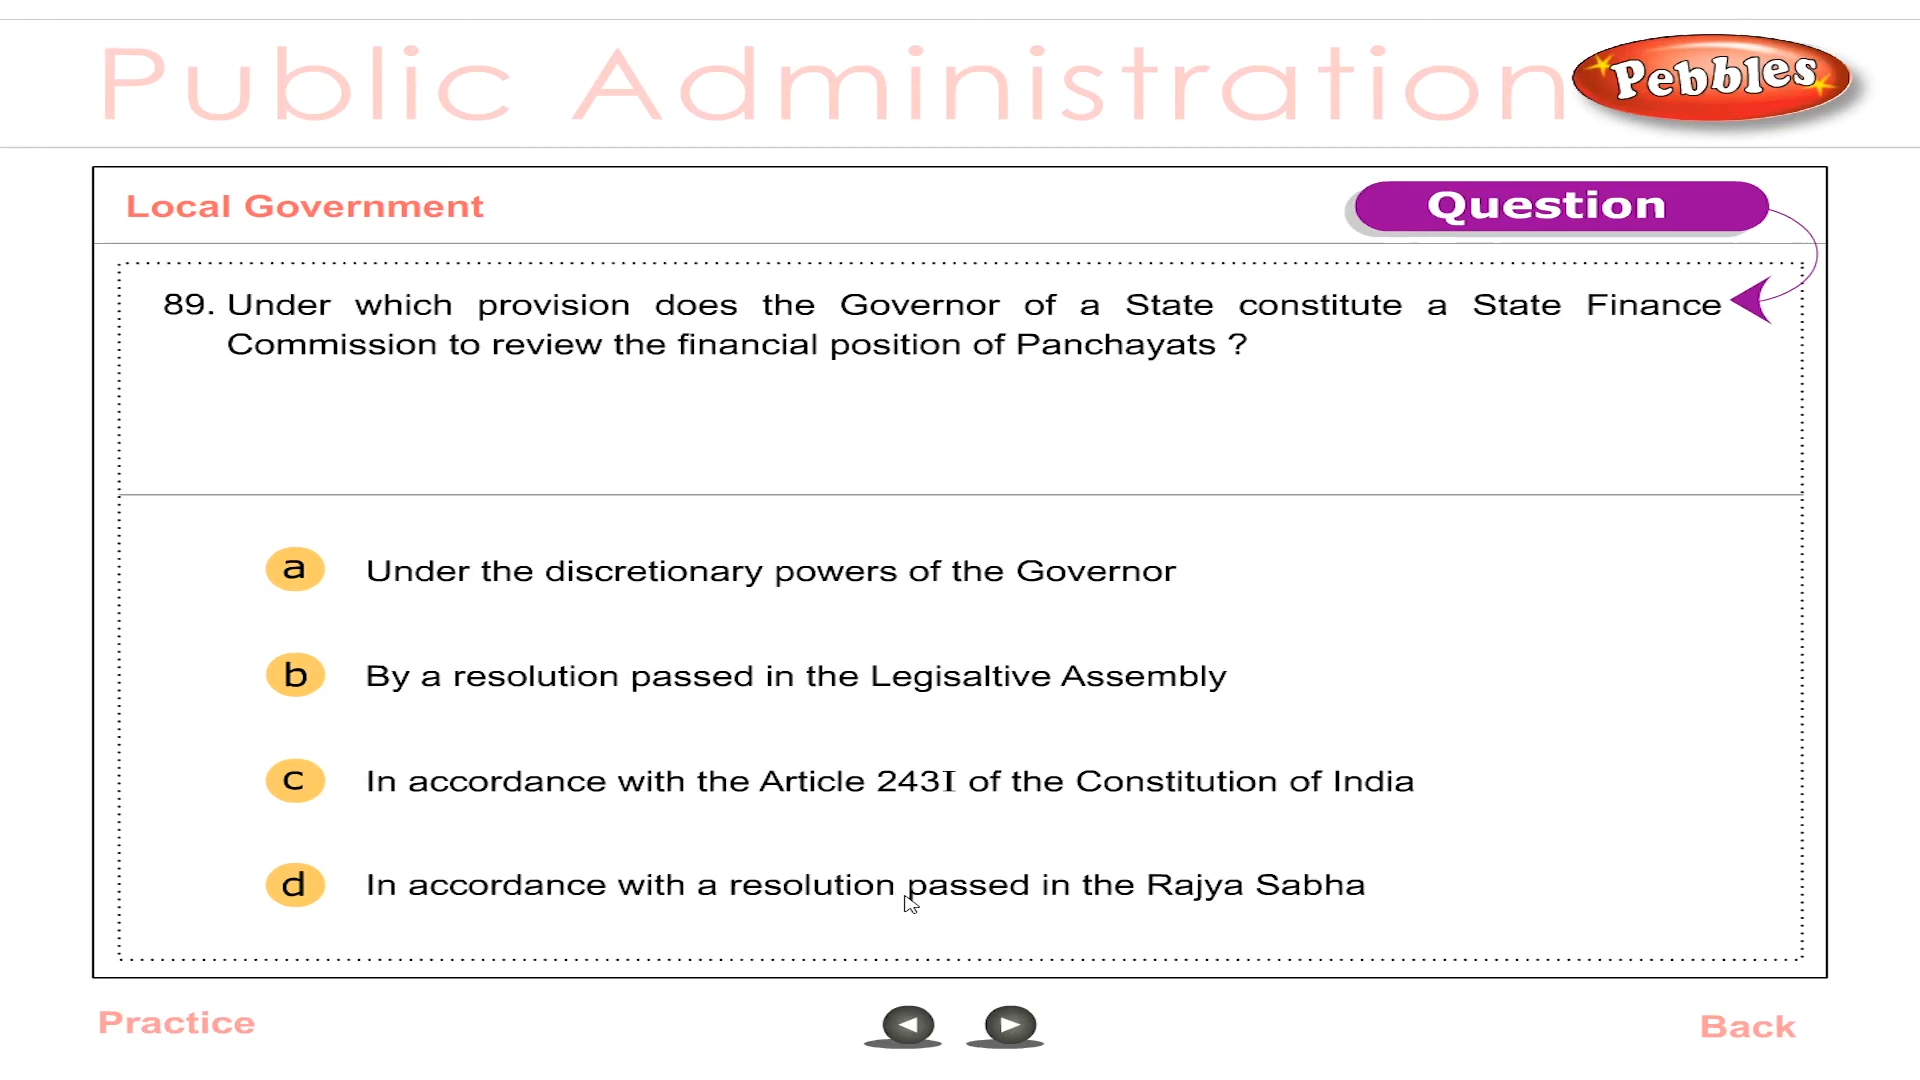 Public Administration
Pebbles
Local Government
Question
89. Under which provision does the Governor of a State constitute a State Finance
Commission to review the financial position of Panchayats ?
a Under the discretionary powers of the Governor
b By a resolution passed in the Legisaltive Assembly
c In accordance with the Article 243I of the Constitution of India
d In accordance with a resolution passed in the Rajya Sabha
Practice
Back